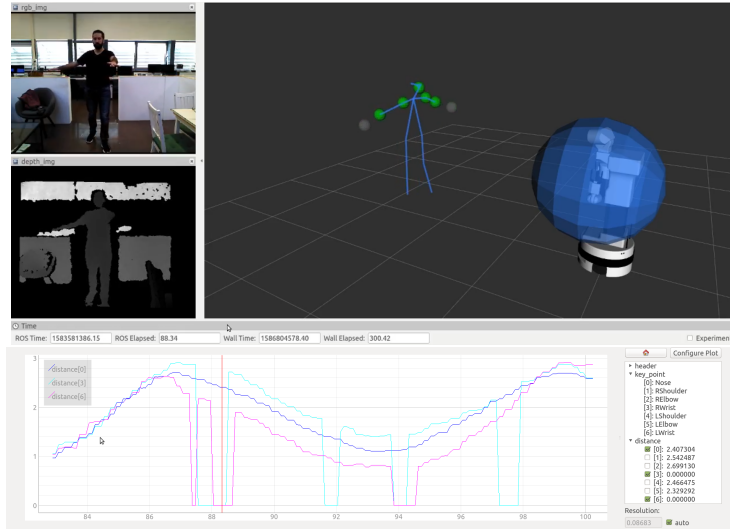 rgb_img
depth_img
Time
ROS Time: 1583581386.15 ROS Elapsed: 88.34 Wall Time: 1586804578.40 Wall Elapsed: 300.42 Experimen
Configure Plot
3
2
1
0
84 86 88 90 92 94 96 98 100
distance[0]
distance[3]
distance[6]
header
key_point
[0]: Nose
[1]: RShoulder
[2]: RElbow
[3]: RWrist
[4]: LShoulder
[5]: LElbow
[6]: LWrist
distance
[0]: 2.407304
[1]: 2.542487
[2]: 2.699130
[3]: 0.000000
[4]: 2.466475
[5]: 2.329292
[6]: 0.000000
Resolution:
0.08683 auto